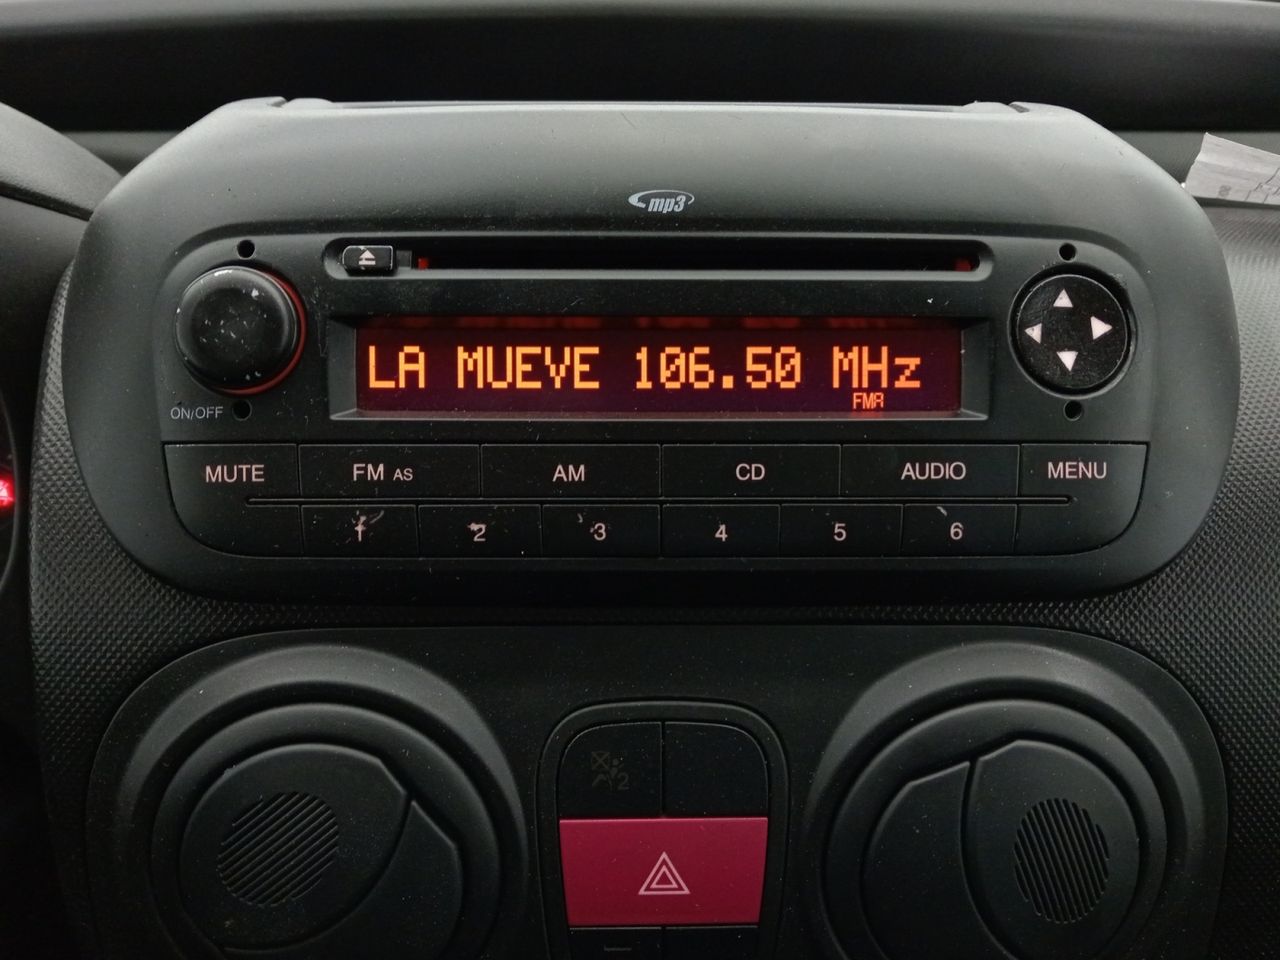 mp3
LA MUEVE 106.50 MHz
FMR
ON/OFF
MUTE FM AS AM CD AUDIO MENU
1 2 3 4 5 6
2